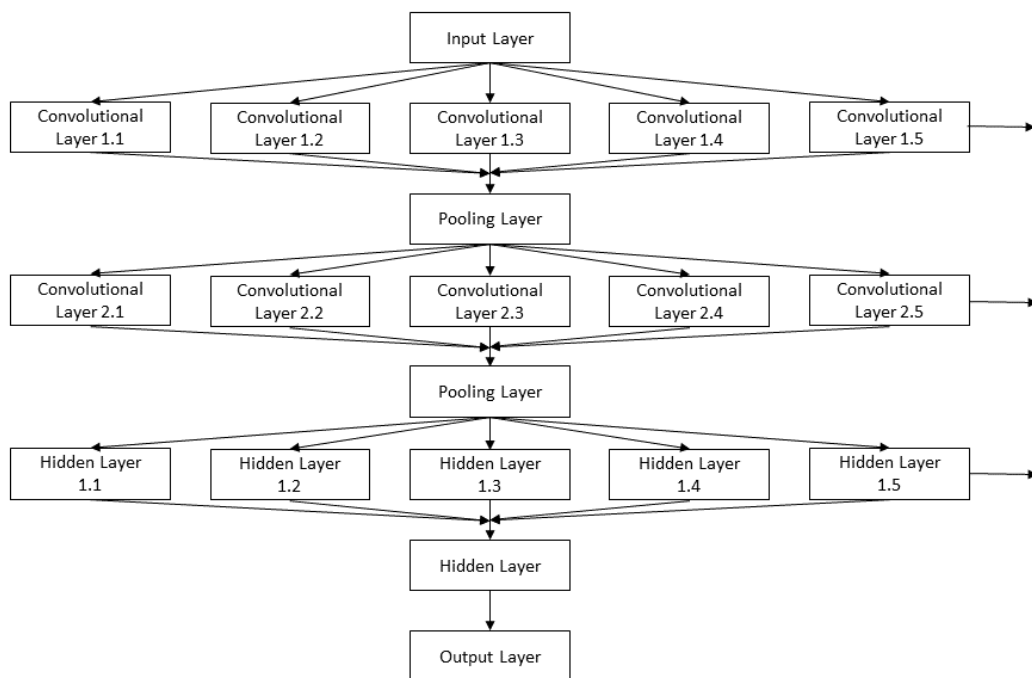 Input Layer
Convolutional
Layer 1.1
Convolutional
Layer 1.2
Convolutional
Layer 1.3
Convolutional
Layer 1.4
Convolutional
Layer 1.5
Pooling Layer
Convolutional
Layer 2.1
Convolutional
Layer 2.2
Convolutional
Layer 2.3
Convolutional
Layer 2.4
Convolutional
Layer 2.5
Pooling Layer
Hidden Layer
1.1
Hidden Layer
1.2
Hidden Layer
1.3
Hidden Layer
1.4
Hidden Layer
1.5
Hidden Layer
Output Layer